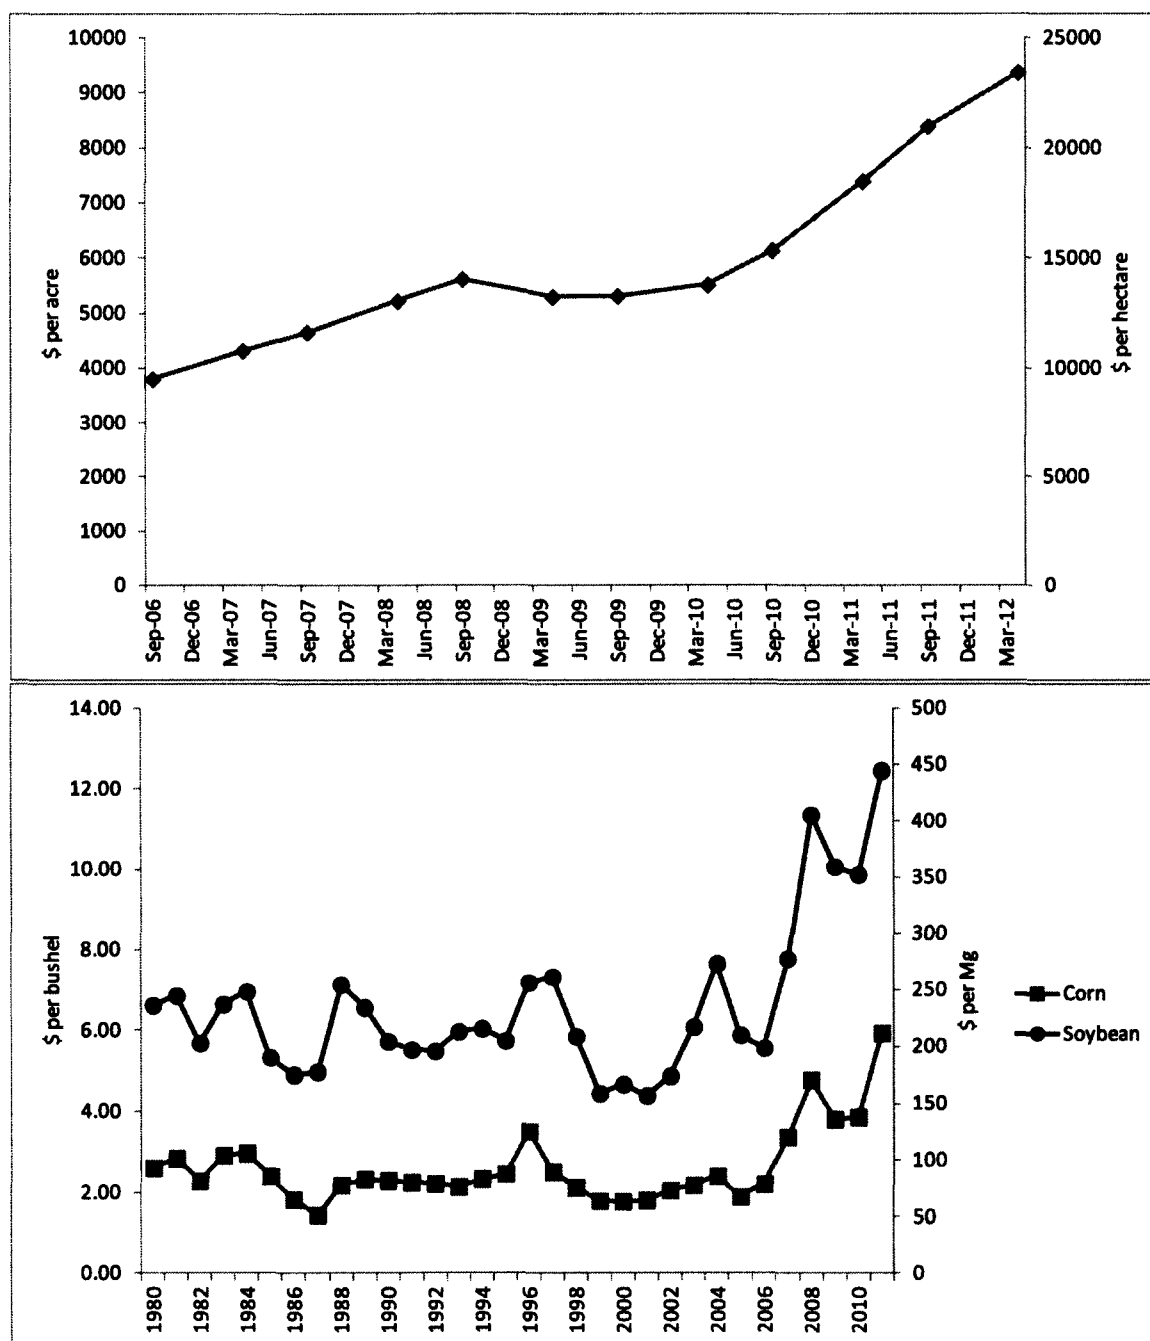 10000
9000
8000
7000
6000
5000
4000
3000
2000
1000
0
$ per acre
25000
20000
15000
10000
5000
0
$ per hectare
Sep-06
Dec-06
Mar-07
Jun-07
Sep-07
Dec-07
Mar-08
Jun-08
Sep-08
Dec-08
Mar-09
Jun-09
Sep-09
Dec-09
Mar-10
Jun-10
Sep-10
Dec-10
Mar-11
Jun-11
Sep-11
Dec-11
Mar-12
14.00
12.00
10.00
8.00
6.00
4.00
2.00
0.00
$ per bushel
500
450
400
350
300
250
200
150
100
50
0
$ per Mg
Corn
Soybean
1980
1982
1984
1986
1988
1990
1992
1994
1996
1998
2000
2002
2004
2006
2008
2010